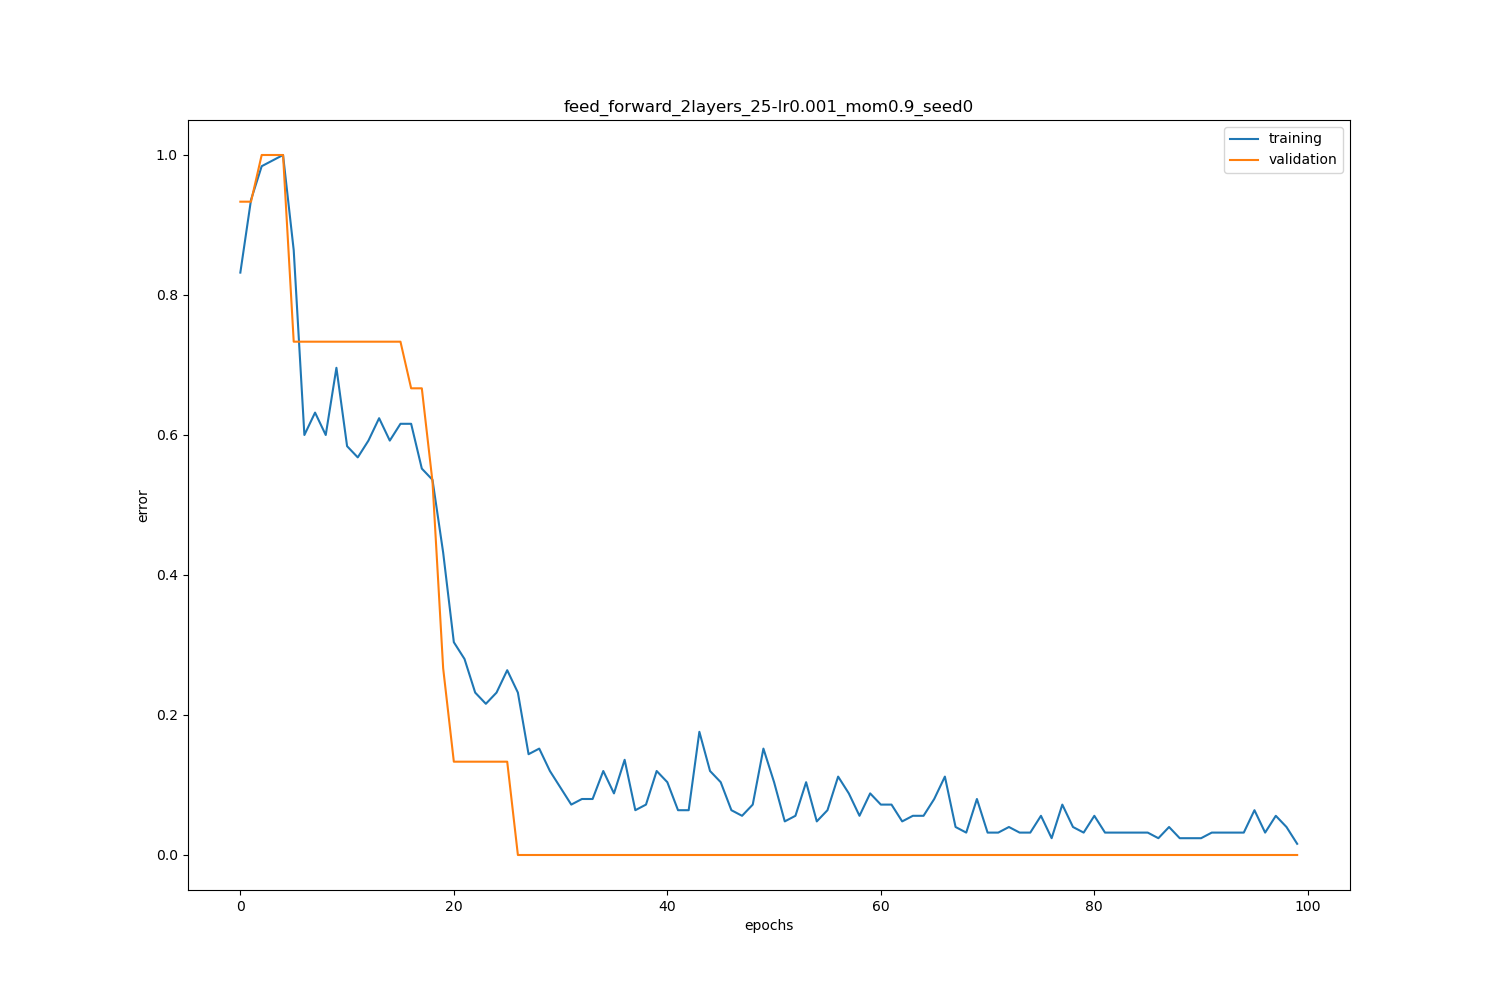 feed_forward_2layers_25-lr0.001_mom0.9_seed0
training
validation
1.0
0.8
0.6
0.4
0.2
0.0
error
0 20 40 60 80 100
epochs